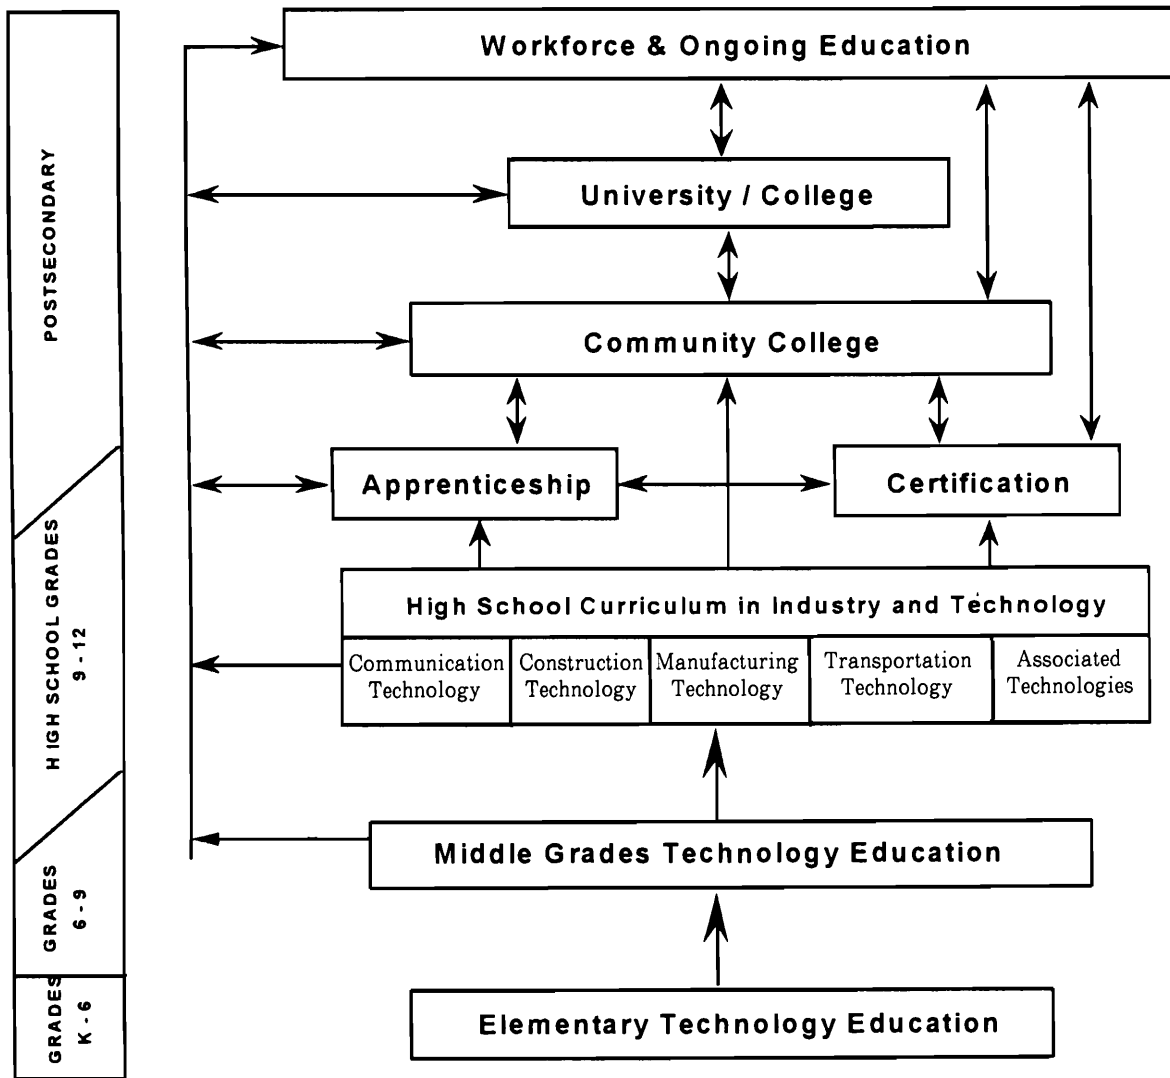 Workforce & Ongoing Education
University / College
Community College
Apprenticeship
Certification
High School Curriculum in Industry and Technology
Communication
Technology
Construction
Technology
Manufacturing
Technology
Transportation
Technology
Associated
Technologies
Middle Grades Technology Education
Elementary Technology Education
POSTSECONDARY
HIGH SCHOOL GRADES
9 - 12
GRADES
6 - 9
GRADES
K - 6